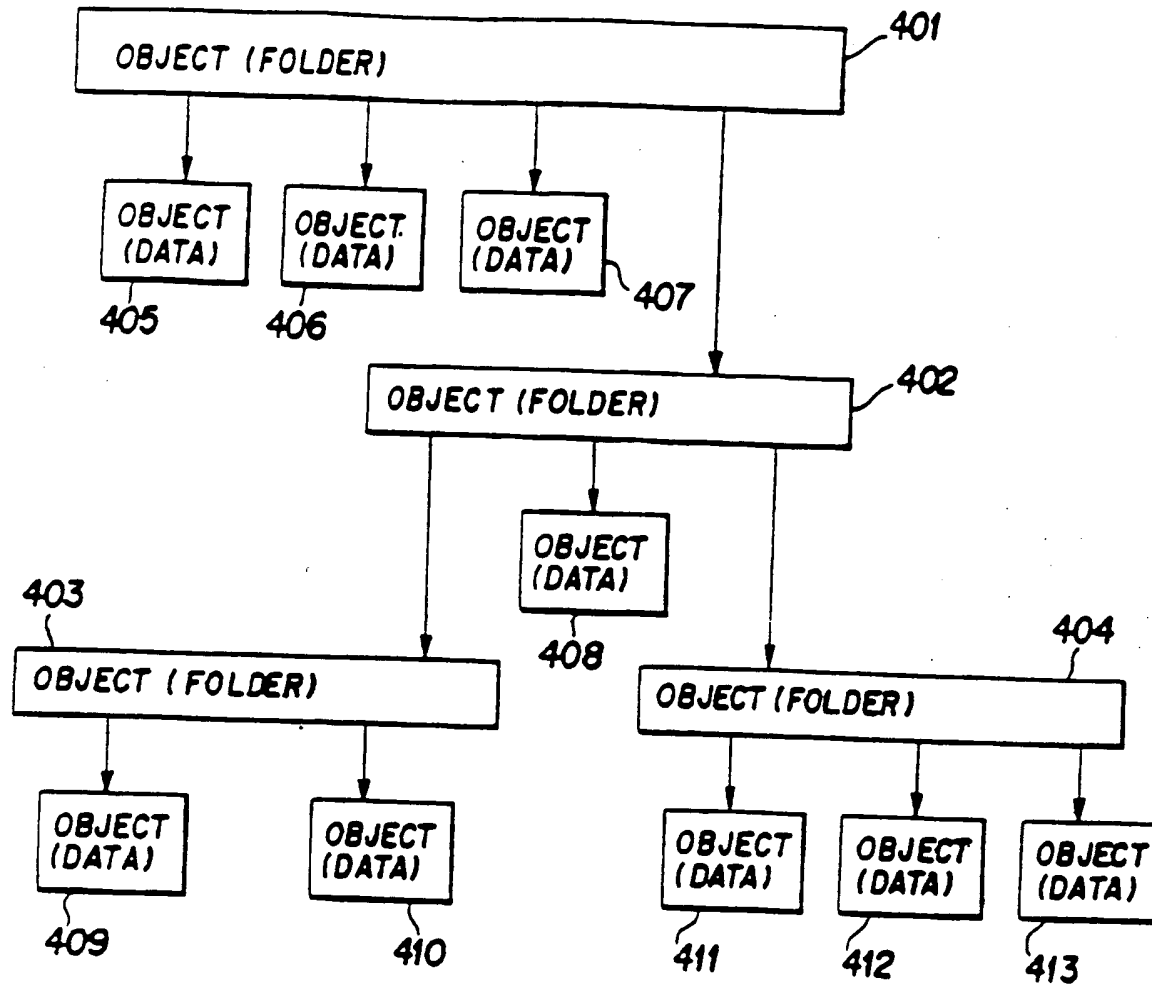 401
OBJECT (FOLDER)
OBJECT
(DATA)
405
OBJECT
(DATA)
406
OBJECT
(DATA)
407
402
OBJECT (FOLDER)
OBJECT
(DATA)
408
403
OBJECT (FOLDER)
404
OBJECT (FOLDER)
OBJECT
(DATA)
409
OBJECT
(DATA)
410
OBJECT
(DATA)
411
OBJECT
(DATA)
412
OBJECT
(DATA)
413